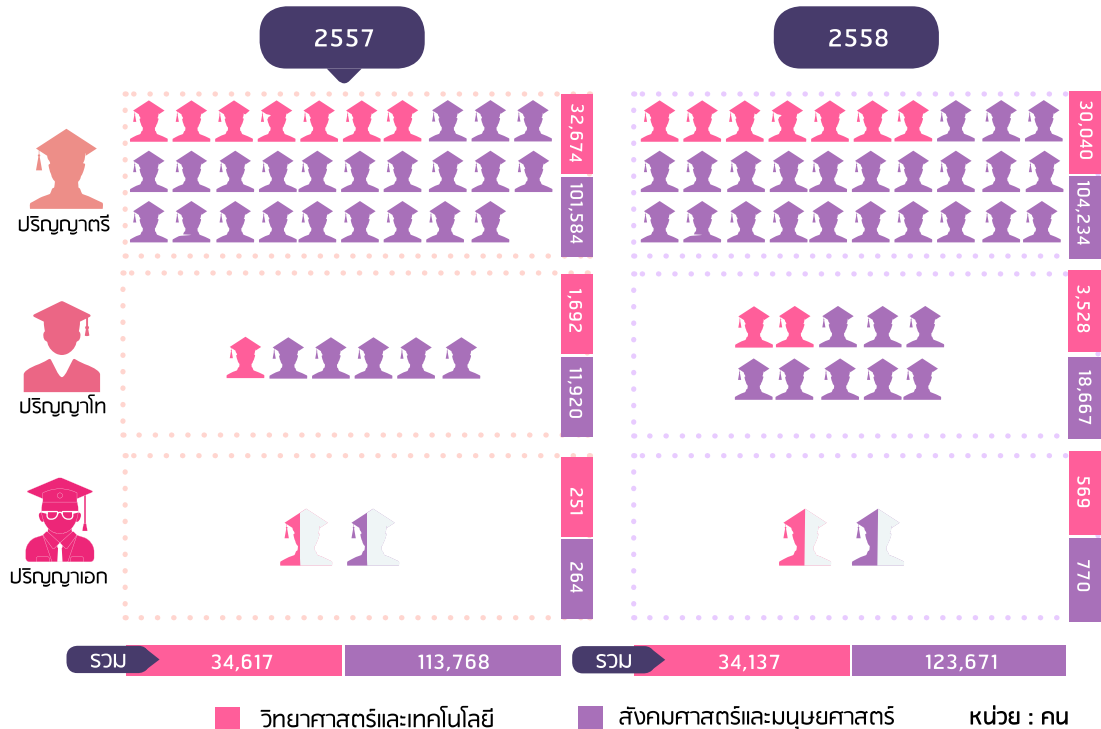 2557
2558
ปริญญาตรี
32,674
101,584
30,040
104,234
ปริญญาโท
1,692
11,920
3,528
18,667
ปริญญาเอก
251
264
569
770
รวม 34,617 113,768
รวม 34,137 123,671
วิทยาศาสตร์และเทคโนโลยี
สังคมศาสตร์และมนุษยศาสตร์
หน่วย : คน